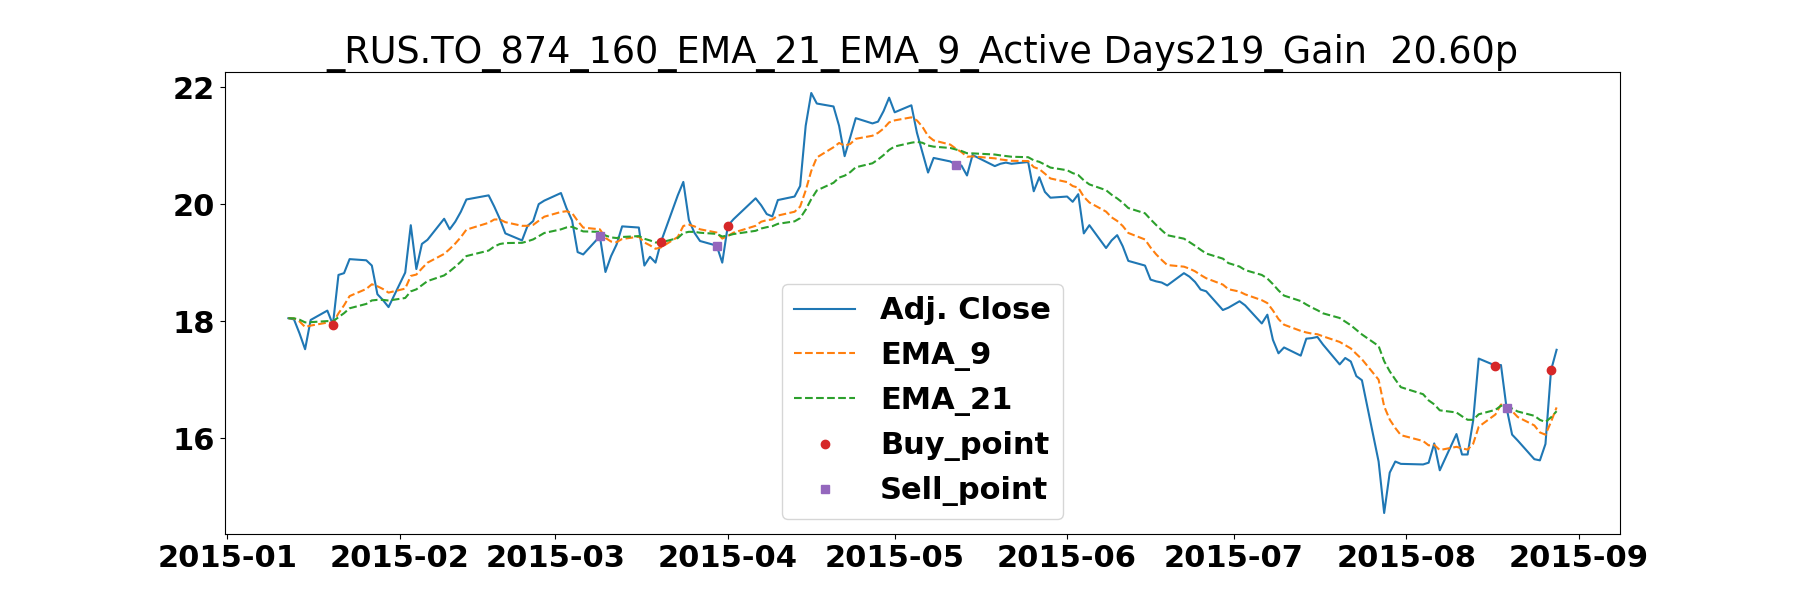 _RUS.TO_874_160_EMA_21_EMA_9_Active Days219_Gain  20.60p
22
20
18
16
Adj. Close
EMA_9
EMA_21
Buy_point
Sell_point
2015-01 2015-02 2015-03 2015-04 2015-05 2015-06 2015-07 2015-08 2015-09